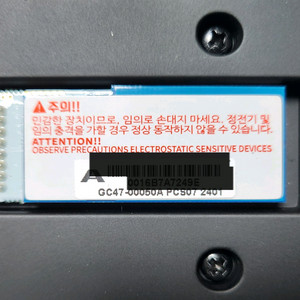 ⚠주의!!
민감한 장치이므로, 임의로 손대지 마세요. 정전기 및
임의 충격을 가할 경우 정상 동작하지 않을 수 있습니다.
ATTENTION!!
OBSERVE PRECAUTIONS ELECTROSTATIC SENSITIVE DEVICES
A
0016B7A7249E
GC47-00050A PCS07 2401